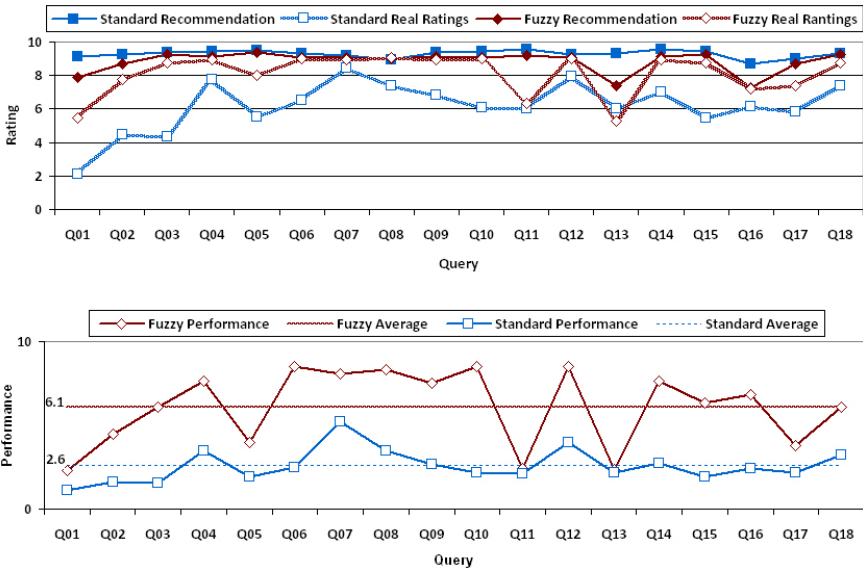 Standard Recommendation Standard Real Ratings Fuzzy Recommendation Fuzzy Real Rantings
10
8
6
4
2
0
Rating
Q01 Q02 Q03 Q04 Q05 Q06 Q07 Q08 Q09 Q10 Q11 Q12 Q13 Q14 Q15 Q16 Q17 Q18
Query
Fuzzy Performance Fuzzy Average Standard Performance Standard Average
10
6.1
2.6
0
Performance
Q01 Q02 Q03 Q04 Q05 Q06 Q07 Q08 Q09 Q10 Q11 Q12 Q13 Q14 Q15 Q16 Q17 Q18
Query